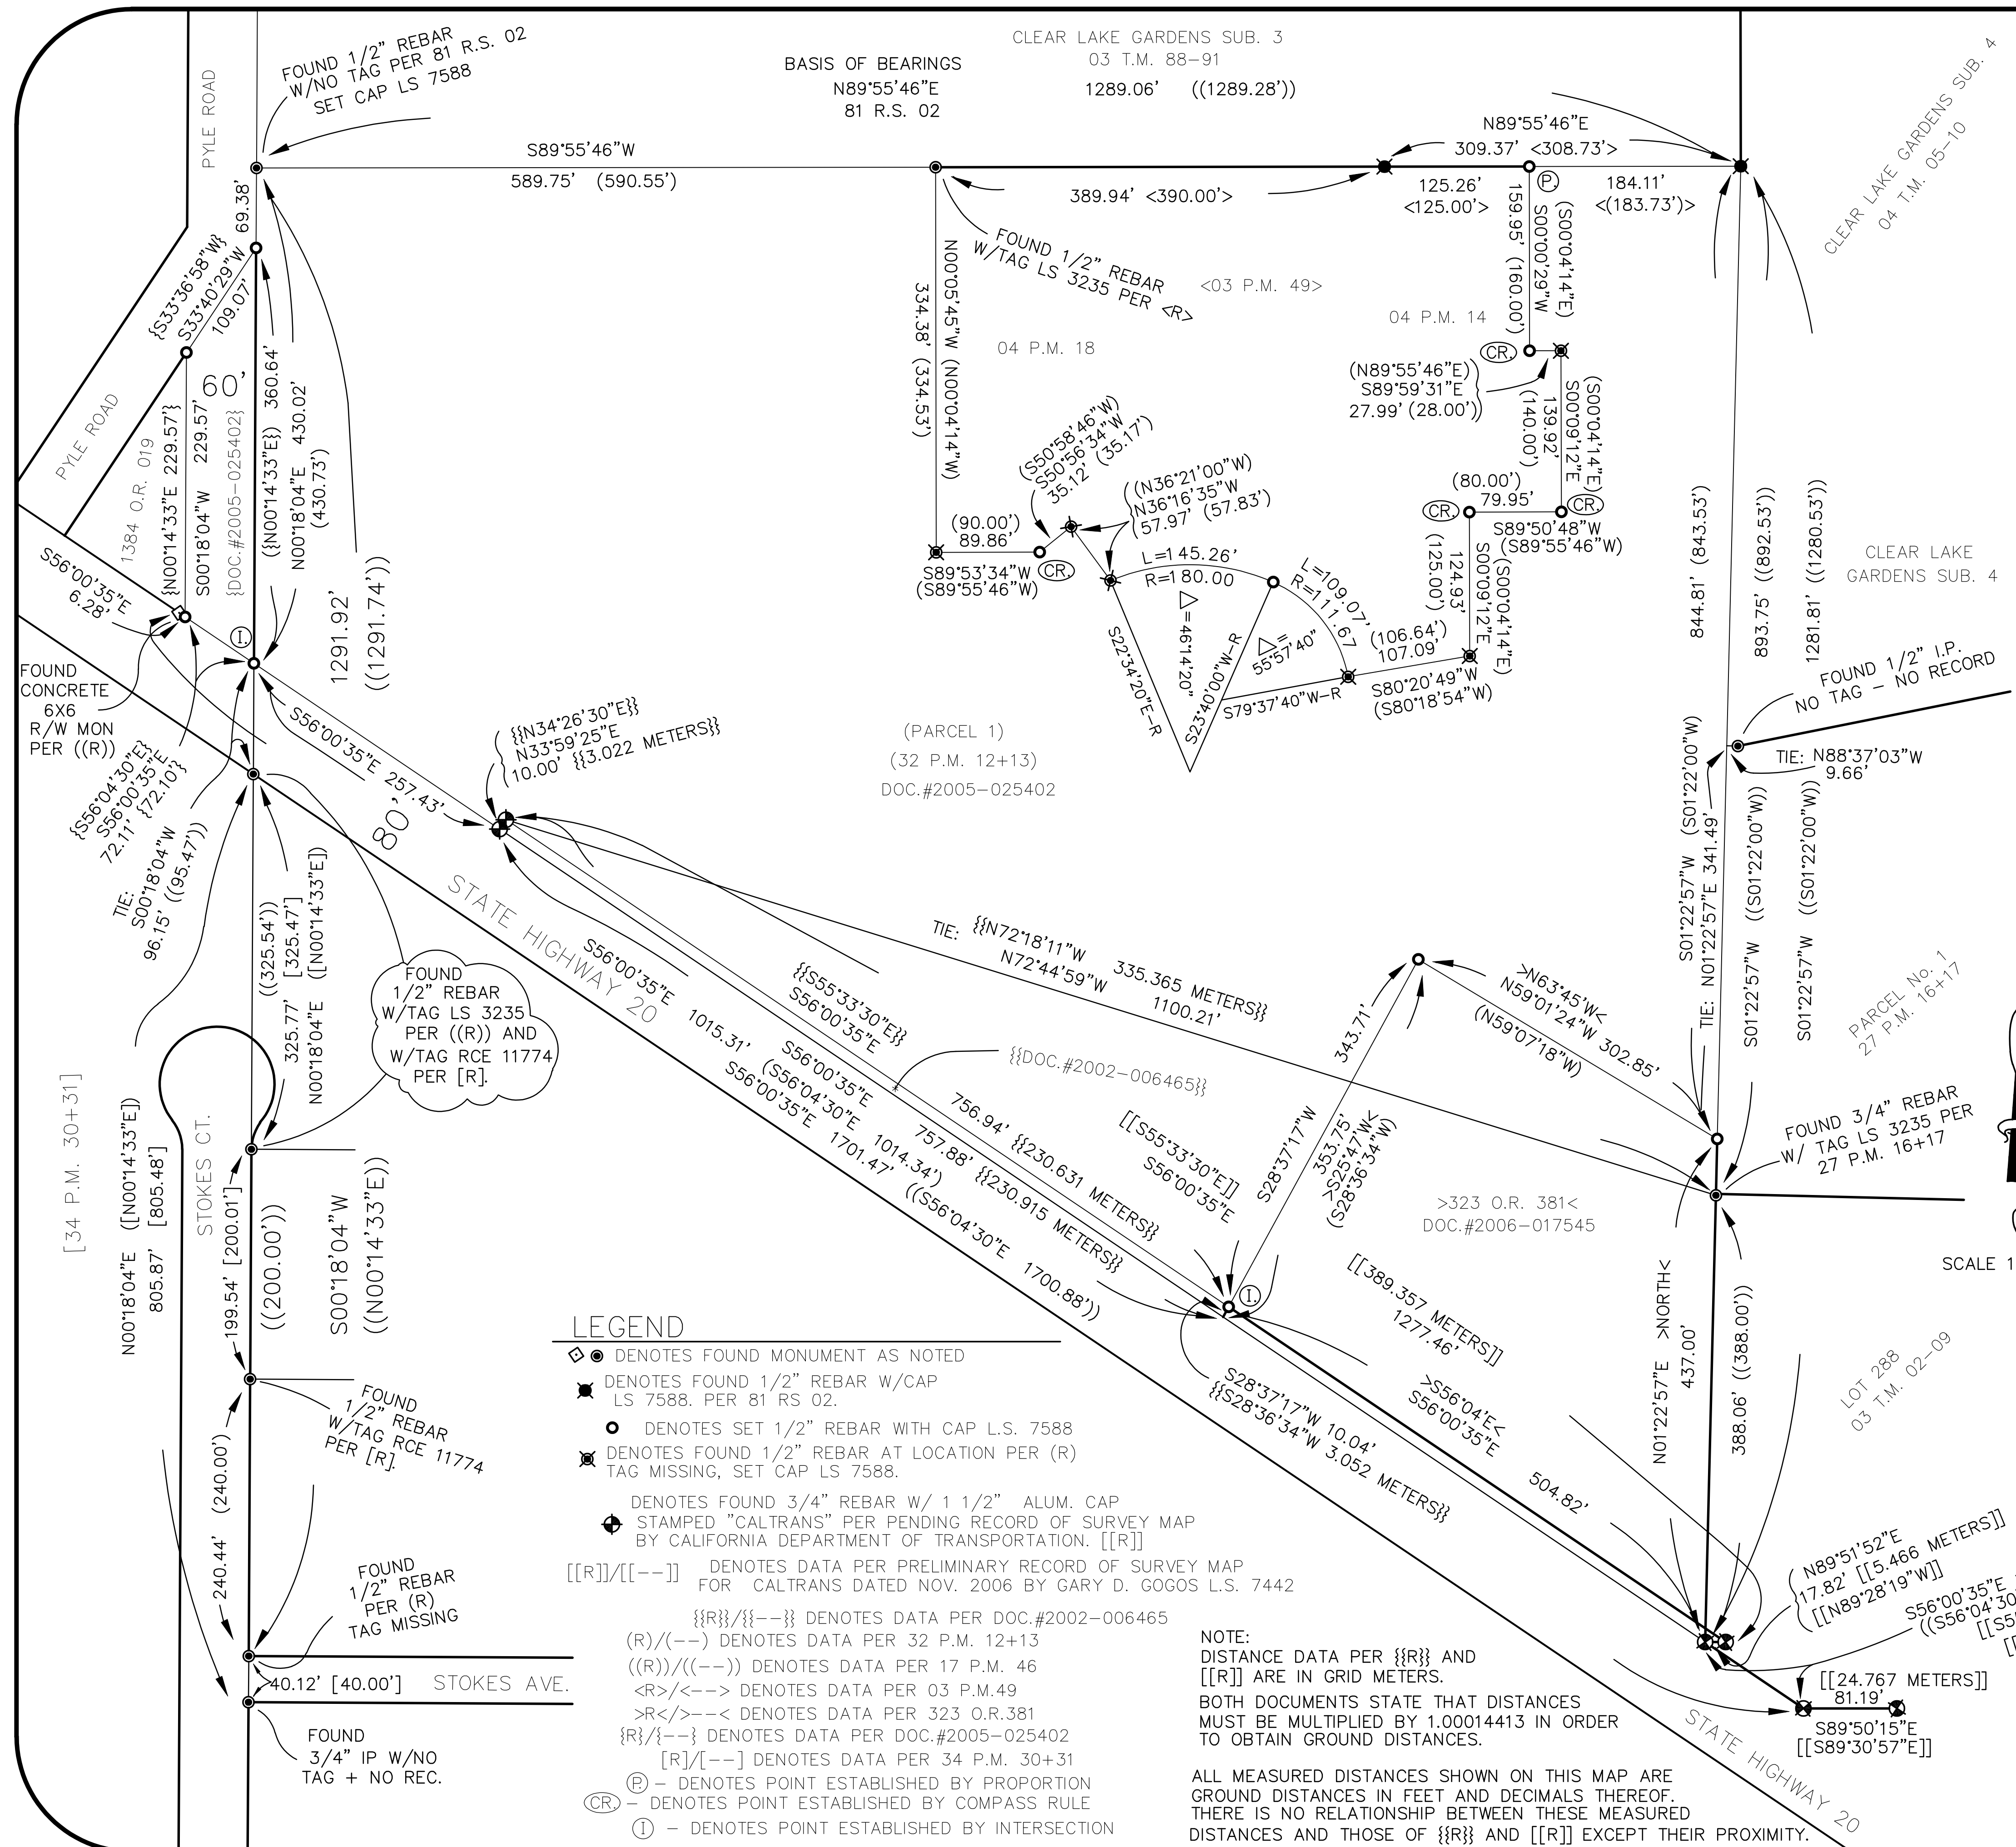 CLEAR LAKE GARDENS SUB. 3
03 T.M. 88-91
BASIS OF BEARINGS
N89°55'46"E
81 R.S. 02
1289.06' ((1289.28'))
FOUND 1/2" REBAR
W/NO TAG PER 81 R.S. 02
SET CAP LS 7588
PYLE ROAD
S89°55'46"W
589.75' (590.55')
389.94' <390.00'>
N89°55'46"E
309.37' <308.73'>
125.26'
<125.00'>
P.
184.11'
<(183.73')>
CLEAR LAKE GARDENS SUB. 4
04 T.M. 05-10
69.38'
{S33°36'58"W}
S33°40'29"W
109.07'
PYLE ROAD
60'
1384 O.R. 019
{N00°14'33"E 229.57'}
S00°18'04"W 229.57'
{DOC.#2005-025402}
({N00°14'33"E}) 360.64'
N00°18'04"E 430.02'
(430.73')
1291.92'
((1291.74'))
FOUND 1/2" REBAR
W/TAG LS 3235 PER <R>
N00°05'45"W (N00°04'14"W)
334.38' (334.53')
<03 P.M. 49>
04 P.M. 18
04 P.M. 14
(S00°04'14"E)
S00°00'29"W
159.95' (160.00')
CR.
(N89°55'46"E)
S89°59'31"E
27.99' (28.00')
(S00°04'14"E)
S00°09'12"E
139.92'
(140.00')
(80.00')
79.95'
CR.
CR.
S89°50'48"W
(S89°55'46"W)
(S00°04'14"E)
S00°09'12"E
124.93'
(125.00')
(S50°58'46"W)
S50°56'34"W
35.12' (35.17')
(N36°21'00"W)
N36°16'35"W
57.97' (57.83')
(90.00')
89.86'
CR.
S89°53'34"W
(S89°55'46"W)
L=145.26'
R=180.00
△=46°14'20"
L=109.07'
R=111.67
△=
55°57'40"
S22°34'20"E-R
S23°40'00"W-R
S79°37'40"W-R
(106.64')
107.09'
S80°20'49"W
(S80°18'54"W)
844.81' (843.53')
893.75' ((892.53'))
1281.81' ((1280.53'))
CLEAR LAKE
GARDENS SUB. 4
FOUND 1/2" I.P.
NO TAG - NO RECORD
TIE: N88°37'03"W
9.66'
S01°22'57"W (S01°22'00"W)
TIE: N01°22'57"E 341.49'
S01°22'57"W ((S01°22'00"W))
S01°22'57"W ((S01°22'00"W))
S56°00'35"E
6.28'
I.
FOUND
CONCRETE
6X6
R/W MON
PER ((R))
{S56°04'30"E}
S56°00'35"E
72.11' {72.10'}
TIE:
S00°18'04"W
96.15' ((95.47'))
S56°00'35"E 257.43'
80'
{{N34°26'30"E}}
N33°59'25"E
10.00' {{3.022 METERS}}
(PARCEL 1)
(32 P.M. 12+13)
DOC.#2005-025402
STATE HIGHWAY 20
((325.54'))
325.77' [325.47']
N00°18'04"E ([N00°14'33"E])
FOUND
1/2" REBAR
W/TAG LS 3235
PER ((R)) AND
W/TAG RCE 11774
PER [R].
TIE: {{N72°18'11"W 335.365 METERS}}
N72°44'59"W 1100.21'
{{S55°33'30"E}}
S56°00'35"E
S56°00'35"E 1015.31'
S56°00'35"E
(S56°04'30"E 1014.34')
S56°00'35"E 1701.47' ((S56°04'30"E 1700.88'))
757.88' {{230.915 METERS}}
756.94' {{230.631 METERS}}
{{DOC.#2002-006465}}
[[S55°33'30"E]]
S56°00'35"E
343.71'
S28°37'17"W
353.75'
>S25°47'W<
(S28°36'34"W)
>N63°45'W<
N59°01'24"W 302.85'
(N59°07'18"W)
PARCEL No. 1
27 P.M. 16+17
FOUND 3/4" REBAR
W/ TAG LS 3235 PER
27 P.M. 16+17
>323 O.R. 381<
DOC.#2006-017545
SCALE 1
[34 P.M. 30+31]
N00°18'04"E ([N00°14'33"E])
805.87' [805.48']
STOKES CT.
199.54' [200.01']
((200.00'))
S00°18'04"W
((N00°14'33"E))
FOUND
1/2" REBAR
W/TAG RCE 11774
PER [R].
240.44' (240.00')
FOUND
1/2" REBAR
PER (R)
TAG MISSING
40.12' [40.00']
STOKES AVE.
FOUND
3/4" IP W/NO
TAG + NO REC.
I.
[[389.357 METERS]]
1277.46'
>S56°04'E<
S56°00'35"E
504.82'
S28°37'17"W 10.04'
{{S28°36'34"W 3.052 METERS}}
N01°22'57"E >NORTH<
437.00'
388.06' ((388.00'))
LOT 288
03 T.M. 02-09
N89°51'52"E
17.82' [[5.466 METERS]]
[[N89°28'19"W]]
S56°00'35"E
((S56°04'30
[[S5
[[
[[24.767 METERS]]
81.19'
S89°50'15"E
[[S89°30'57"E]]
STATE HIGHWAY 20
LEGEND
DENOTES FOUND MONUMENT AS NOTED
DENOTES FOUND 1/2" REBAR W/CAP
LS 7588. PER 81 RS 02.
DENOTES SET 1/2" REBAR WITH CAP L.S. 7588
DENOTES FOUND 1/2" REBAR AT LOCATION PER (R)
TAG MISSING, SET CAP LS 7588.
DENOTES FOUND 3/4" REBAR W/ 1 1/2" ALUM. CAP
STAMPED "CALTRANS" PER PENDING RECORD OF SURVEY MAP
BY CALIFORNIA DEPARTMENT OF TRANSPORTATION. [[R]]
[[R]]/[[--]] DENOTES DATA PER PRELIMINARY RECORD OF SURVEY MAP
FOR CALTRANS DATED NOV. 2006 BY GARY D. GOGOS L.S. 7442
{{R}}/{{--}} DENOTES DATA PER DOC.#2002-006465
(R)/(--) DENOTES DATA PER 32 P.M. 12+13
((R))/((--)) DENOTES DATA PER 17 P.M. 46
<R>/<--> DENOTES DATA PER 03 P.M.49
>R</>--< DENOTES DATA PER 323 O.R.381
{R}/{--} DENOTES DATA PER DOC.#2005-025402
[R]/[--] DENOTES DATA PER 34 P.M. 30+31
P. - DENOTES POINT ESTABLISHED BY PROPORTION
CR. - DENOTES POINT ESTABLISHED BY COMPASS RULE
I - DENOTES POINT ESTABLISHED BY INTERSECTION
NOTE:
DISTANCE DATA PER {{R}} AND
[[R]] ARE IN GRID METERS.
BOTH DOCUMENTS STATE THAT DISTANCES
MUST BE MULTIPLIED BY 1.00014413 IN ORDER
TO OBTAIN GROUND DISTANCES.
ALL MEASURED DISTANCES SHOWN ON THIS MAP ARE
GROUND DISTANCES IN FEET AND DECIMALS THEREOF.
THERE IS NO RELATIONSHIP BETWEEN THESE MEASURED
DISTANCES AND THOSE OF {{R}} AND [[R]] EXCEPT THEIR PROXIMITY.